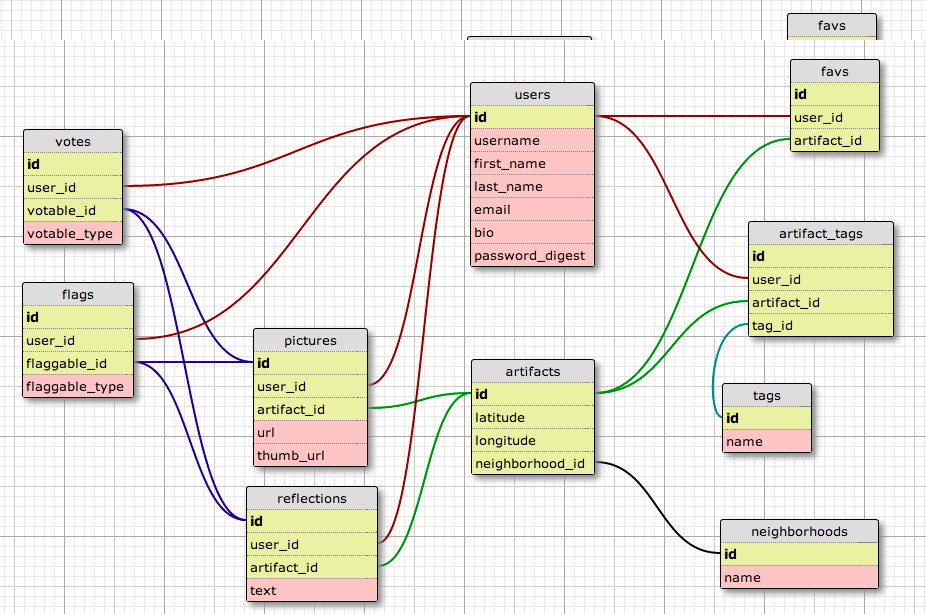 favs
favs
id
user_id
artifact_id
users
id
username
first_name
last_name
email
bio
password_digest
votes
id
user_id
votable_id
votable_type
artifact_tags
id
user_id
artifact_id
tag_id
flags
id
user_id
flaggable_id
flaggable_type
pictures
id
user_id
artifact_id
url
thumb_url
artifacts
id
latitude
longitude
neighborhood_id
tags
id
name
reflections
id
user_id
artifact_id
text
neighborhoods
id
name